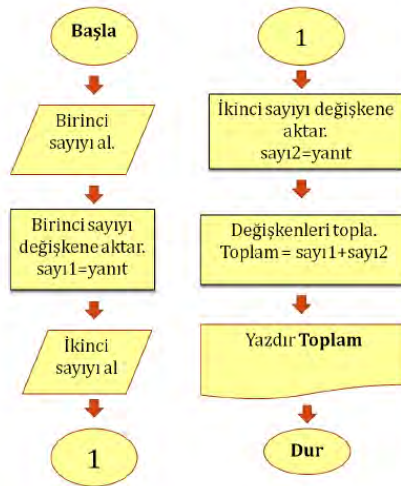 Başla
Birinci
sayıyı al.
Birinci sayıyı
değişkene aktar.
sayı1=yanıt
İkinci
sayıyı al
1
1
İkinci sayıyı değişkene
aktar.
sayı2=yanıt
Değişkenleri topla.
Toplam = sayı1+sayı2
Yazdır Toplam
Dur